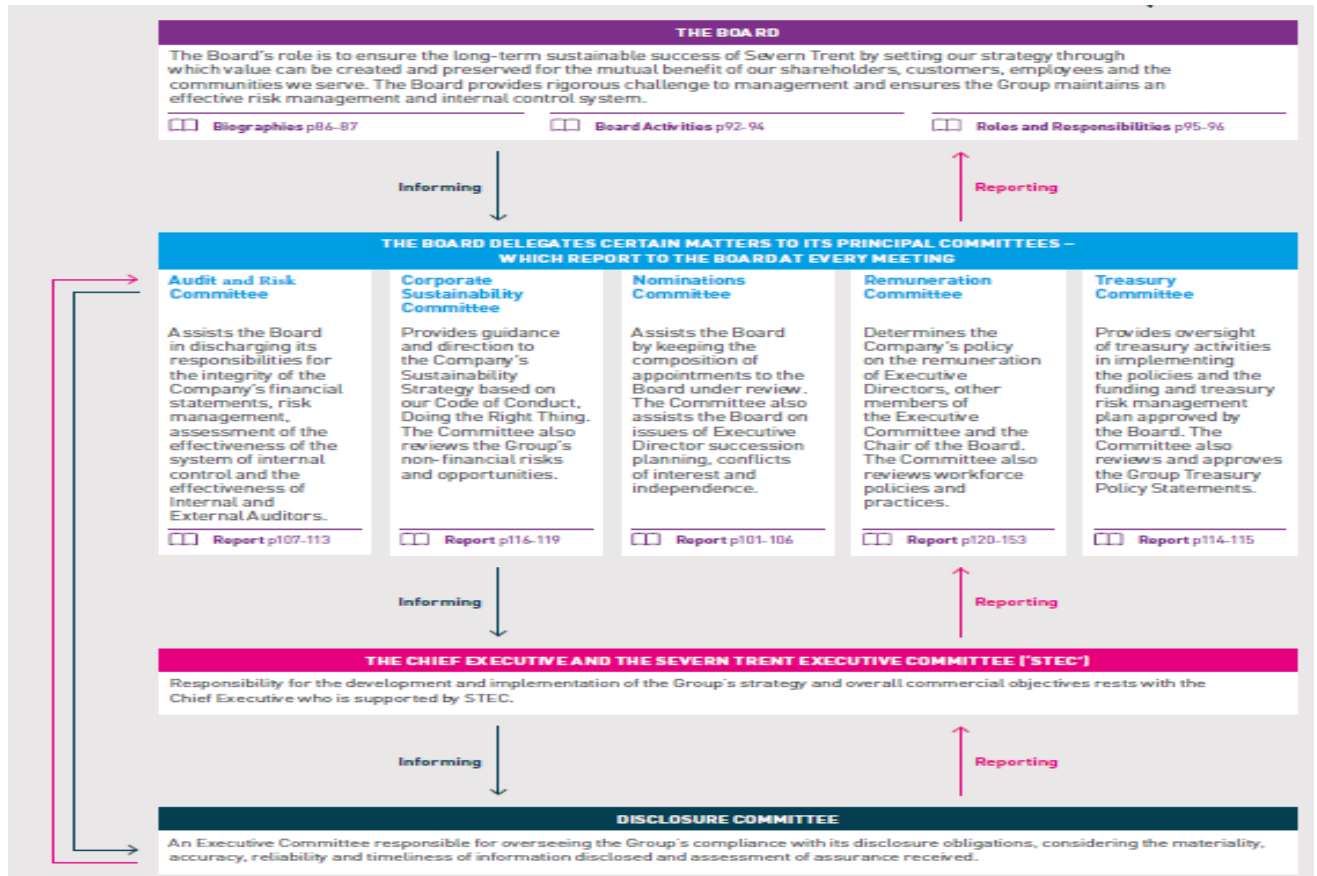 THE BOARD
The Board's role is to ensure the long-term sustainable success of Severn Trent by setting our strategy through
which value can be created and preserved for the mutual benefit of our shareholders, customers, employees and the
communities we serve. The Board provides rigorous challenge to management and ensures the Group maintains an
effective risk management and internal control system.
Biographies p86-87
Board Activities p92-94
Roles and Responsibilities p95-96
Informing
Reporting
THE BOARD DELEGATES CERTAIN MATTERS TO ITS PRINCIPAL COMMITTEES –
WHICH REPORT TO THE BOARD AT EVERY MEETING
Audit and Risk
Committee
Assists the Board
in discharging its
responsibilities for
the integrity of the
Company's financial
statements, risk
management,
assessment of the
effectiveness of the
system of internal
control and the
effectiveness of
Internal and
External Auditors.
Report p107-113
Corporate
Sustainability
Committee
Provides guidance
and direction to
the Company's
Sustainability
Strategy based on
our Code of Conduct,
Doing the Right Thing.
The Committee also
reviews the Group's
non-financial risks
and opportunities.
Report p116-119
Nominations
Committee
Assists the Board
by keeping the
composition of
appointments to the
Board under review.
The Committee also
assists the Board on
issues of Executive
Director succession
planning, conflicts
of interest and
independence.
Report p101-106
Remuneration
Committee
Determines the
Company's policy
on the remuneration
of Executive
Directors, other
members of
the Executive
Committee and the
Chair of the Board.
The Committee also
reviews workforce
policies and
practices.
Report p120-153
Treasury
Committee
Provides oversight
of treasury activities
in implementing
the policies and the
funding and treasury
risk management
plan approved by
the Board. The
Committee also
reviews and approves
the Group Treasury
Policy Statements.
Report p114-115
Informing
Reporting
THE CHIEF EXECUTIVE AND THE SEVERN TRENT EXECUTIVE COMMITTEE ('STEC')
Responsibility for the development and implementation of the Group's strategy and overall commercial objectives rests with the
Chief Executive who is supported by STEC.
Informing
Reporting
DISCLOSURE COMMITTEE
An Executive Committee responsible for overseeing the Group's compliance with its disclosure obligations, considering the materiality,
accuracy, reliability and timeliness of information disclosed and assessment of assurance received.